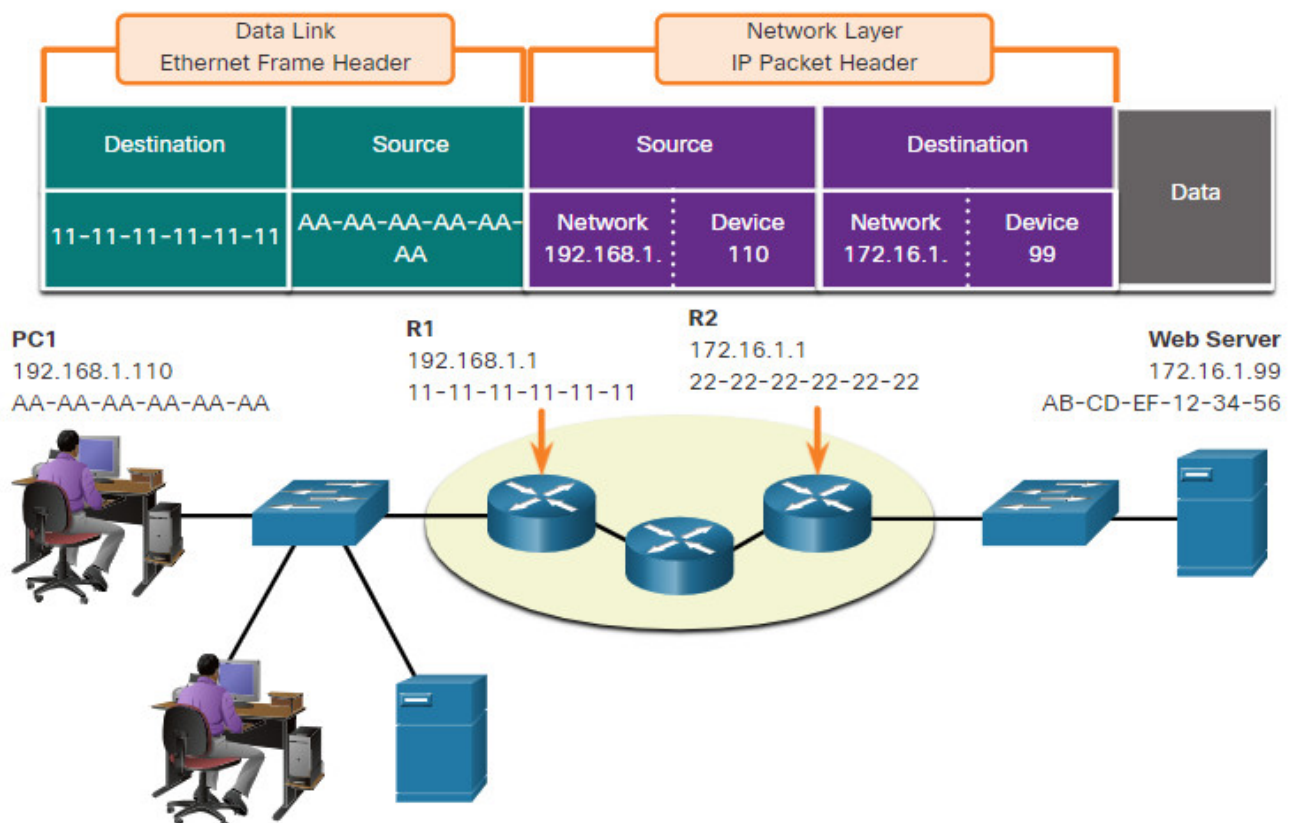 Data Link
Ethernet Frame Header
Network Layer
IP Packet Header
Destination
Source
Source
Destination
Data
11-11-11-11-11-11
AA-AA-AA-AA-AA-
AA
Network
192.168.1.
Device
110
Network
172.16.1.
Device
99
PC1
192.168.1.110
AA-AA-AA-AA-AA-AA
R1
192.168.1.1
11-11-11-11-11-11
R2
172.16.1.1
22-22-22-22-22-22
Web Server
172.16.1.99
AB-CD-EF-12-34-56